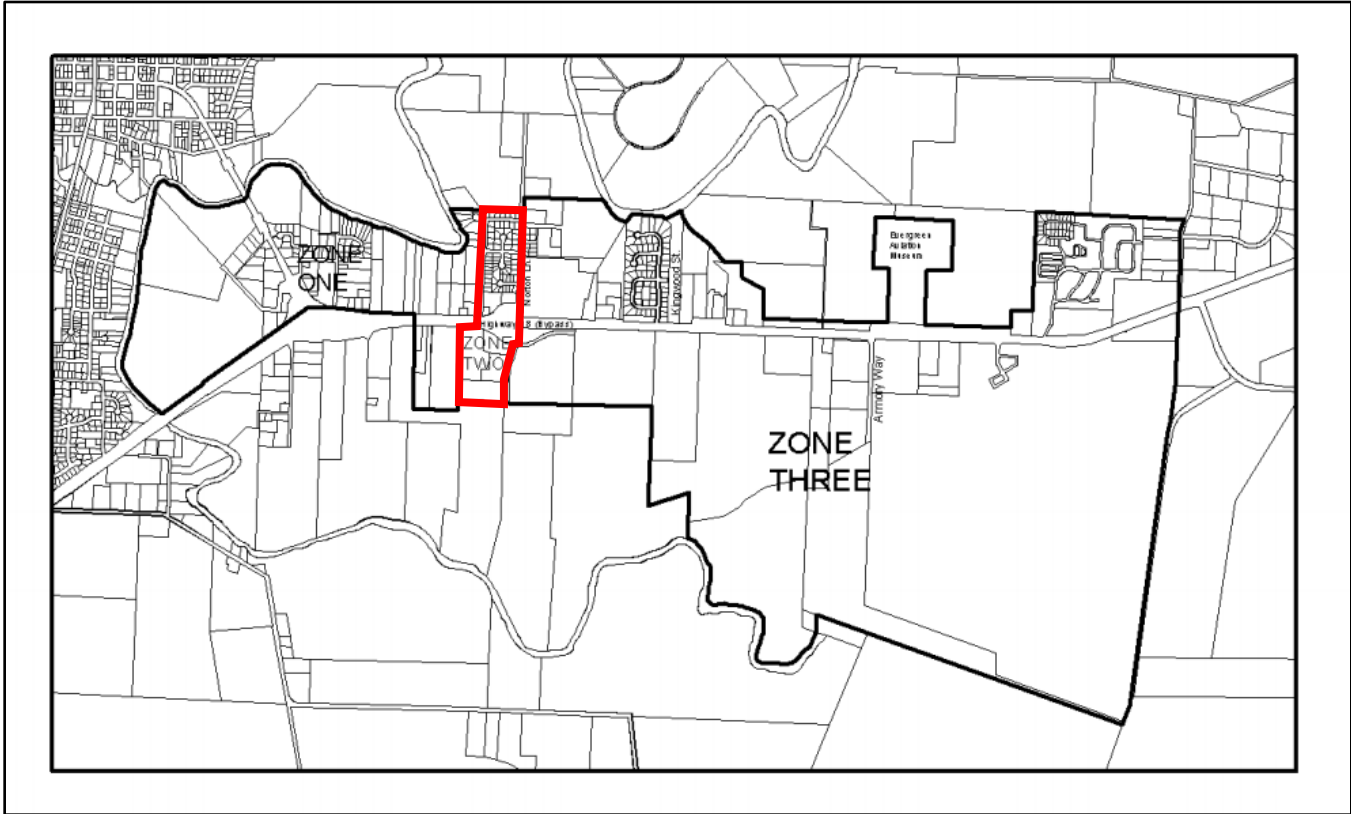 ZONE
ONE
Evergreen
Aviation
Museum
Norton
Kingwood St
Highway 18 (Bypass)
ZONE
TWO
Armory Way
ZONE
THREE